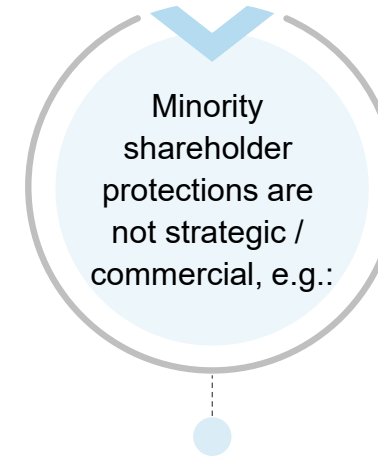 Minority
shareholder
protections are
not strategic /
commercial, e.g.: